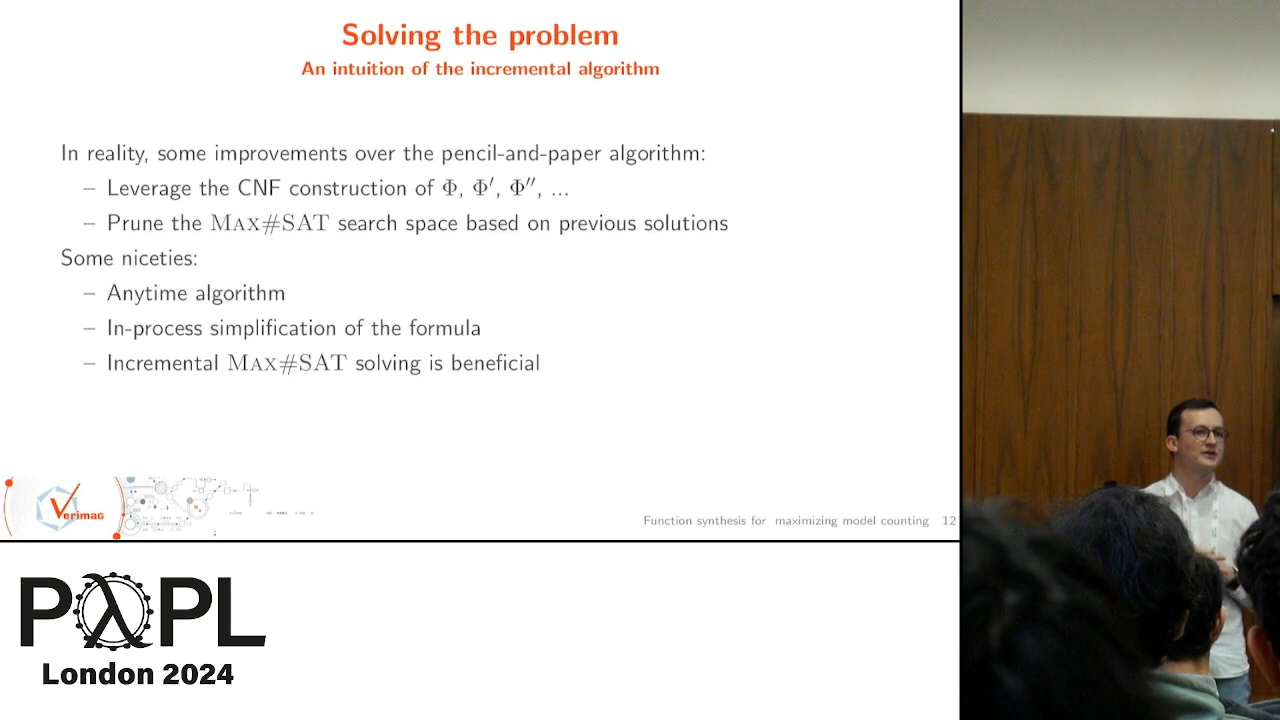 Solving the problem
An intuition of the incremental algorithm
In reality, some improvements over the pencil-and-paper algorithm:
– Leverage the CNF construction of Φ, Φ′, Φ″, ...
– Prune the MAX#SAT search space based on previous solutions
Some niceties:
– Anytime algorithm
– In-process simplification of the formula
– Incremental MAX#SAT solving is beneficial
Verimag
Function synthesis for maximizing model counting 12
PλPL
London 2024